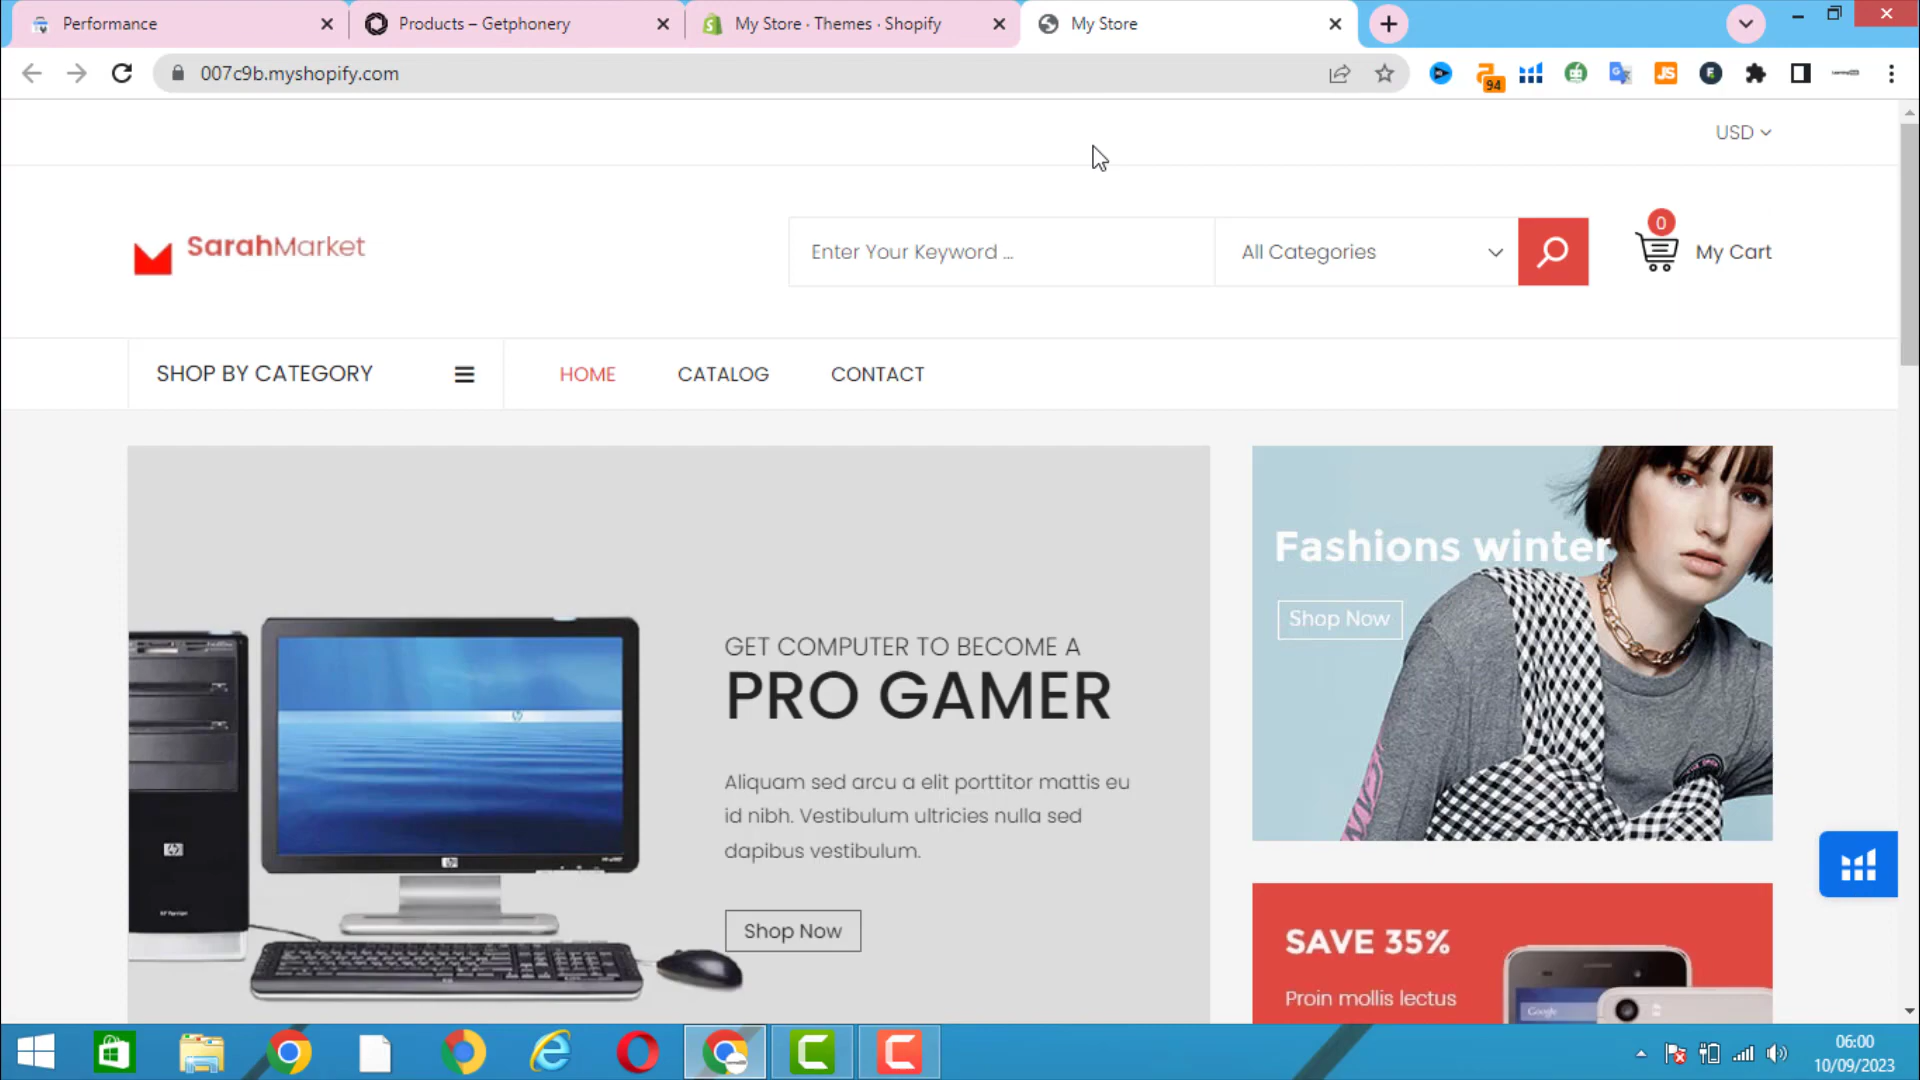 Performance
Products – Getphonery
My Store · Themes · Shopify
My Store
007c9b.myshopify.com
94
JS
USD
SarahMarket
Enter Your Keyword ...
All Categories
0
My Cart
SHOP BY CATEGORY
HOME
CATALOG
CONTACT
GET COMPUTER TO BECOME A
PRO GAMER
Aliquam sed arcu a elit porttitor mattis eu
id nibh. Vestibulum ultricies nulla sed
dapibus vestibulum.
Shop Now
Fashions winter
Shop Now
SAVE 35%
Proin mollis lectus
Google
06:00
10/09/2023